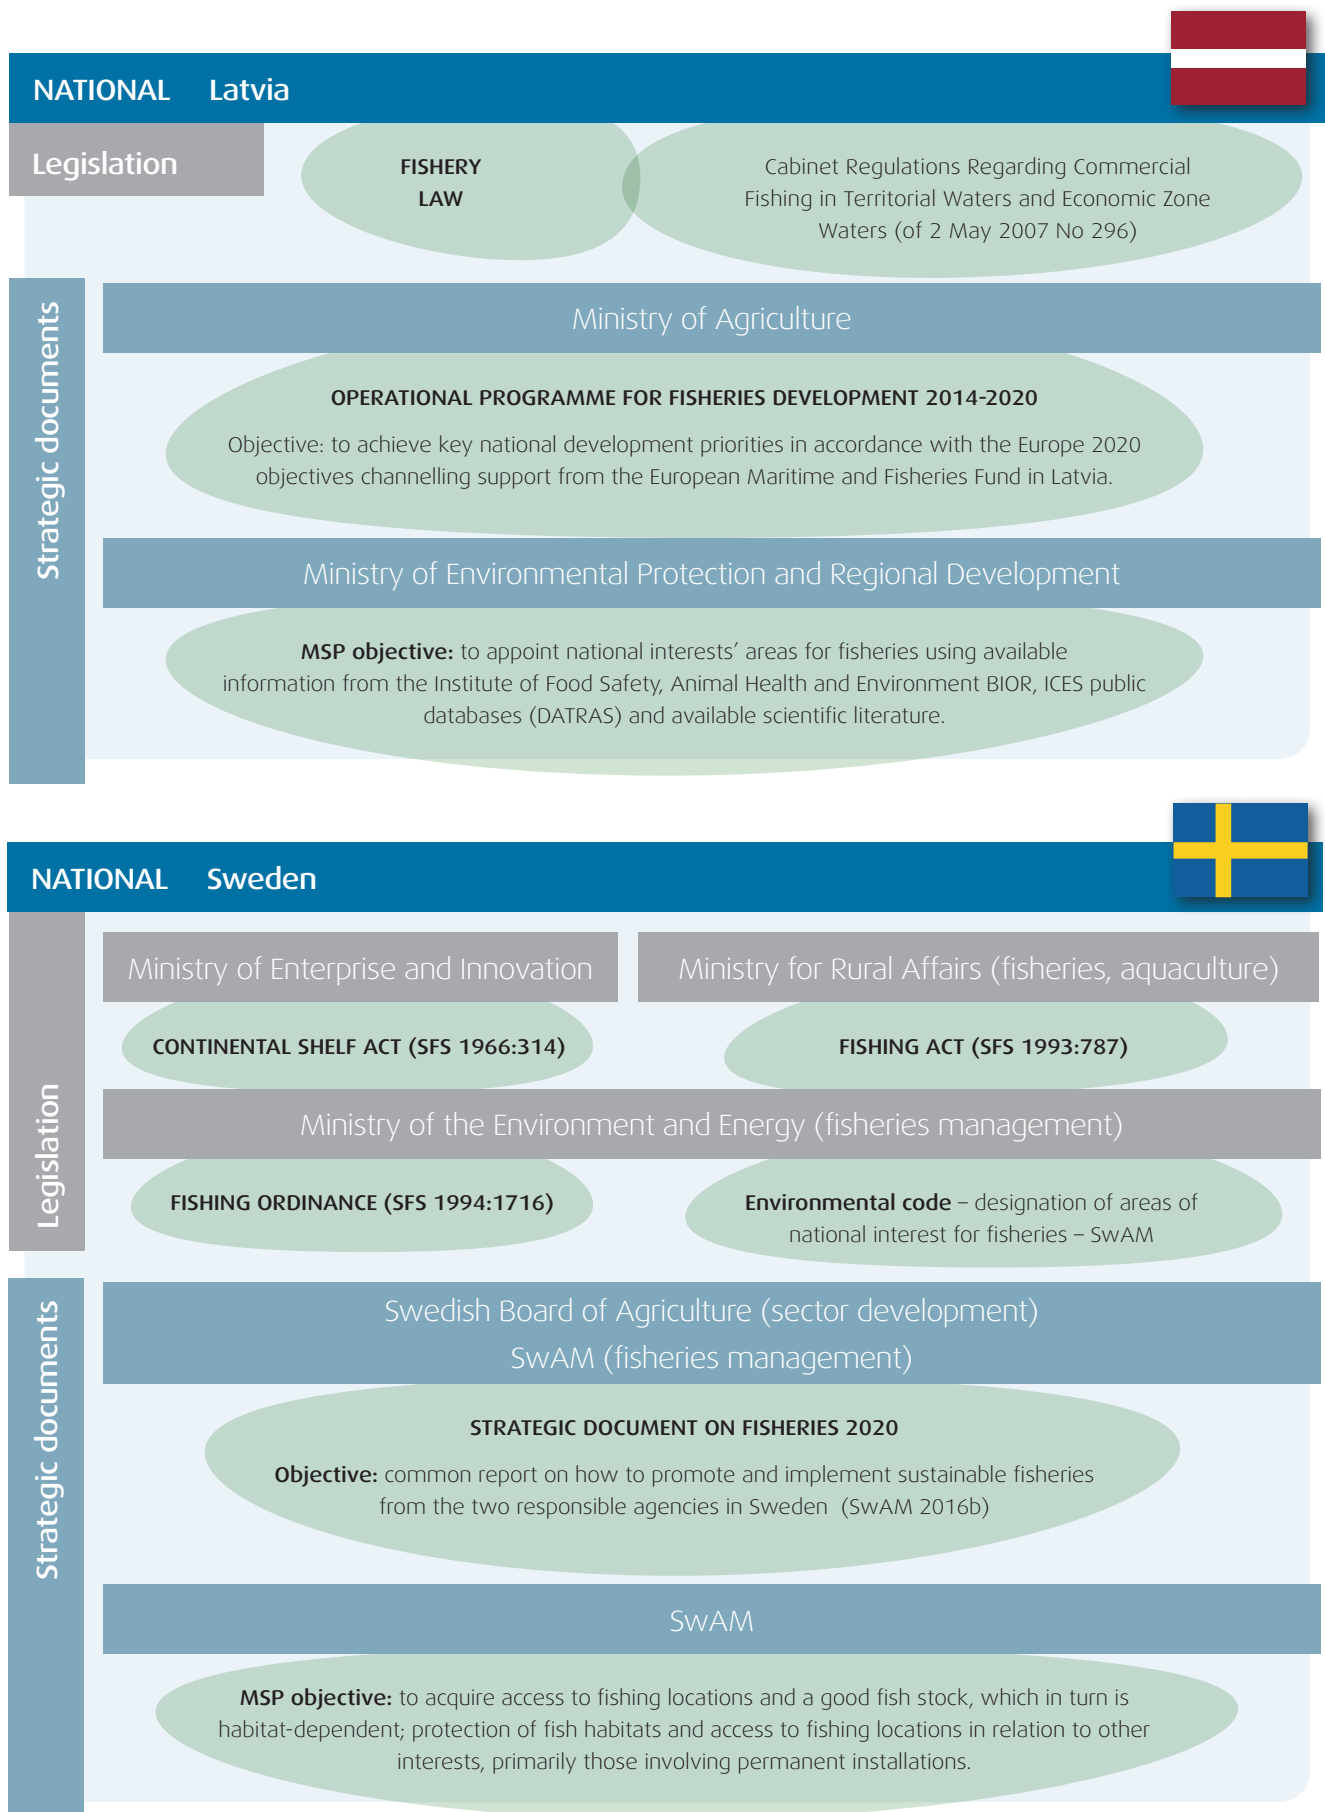 NATIONAL Latvia
Legislation
FISHERY
LAW
Cabinet Regulations Regarding Commercial
Fishing in Territorial Waters and Economic Zone
Waters (of 2 May 2007 No 296)
Strategic documents
Ministry of Agriculture
OPERATIONAL PROGRAMME FOR FISHERIES DEVELOPMENT 2014-2020
Objective: to achieve key national development priorities in accordance with the Europe 2020
objectives channelling support from the European Maritime and Fisheries Fund in Latvia.
Ministry of Environmental Protection and Regional Development
MSP objective: to appoint national interests’ areas for fisheries using available
information from the Institute of Food Safety, Animal Health and Environment BIOR, ICES public
databases (DATRAS) and available scientific literature.
NATIONAL Sweden
Legislation
Ministry of Enterprise and Innovation
Ministry for Rural Affairs (fisheries, aquaculture)
CONTINENTAL SHELF ACT (SFS 1966:314)
FISHING ACT (SFS 1993:787)
Ministry of the Environment and Energy (fisheries management)
FISHING ORDINANCE (SFS 1994:1716)
Environmental code – designation of areas of
national interest for fisheries – SwAM
Strategic documents
Swedish Board of Agriculture (sector development)
SwAM (fisheries management)
STRATEGIC DOCUMENT ON FISHERIES 2020
Objective: common report on how to promote and implement sustainable fisheries
from the two responsible agencies in Sweden (SwAM 2016b)
SwAM
MSP objective: to acquire access to fishing locations and a good fish stock, which in turn is
habitat-dependent; protection of fish habitats and access to fishing locations in relation to other
interests, primarily those involving permanent installations.